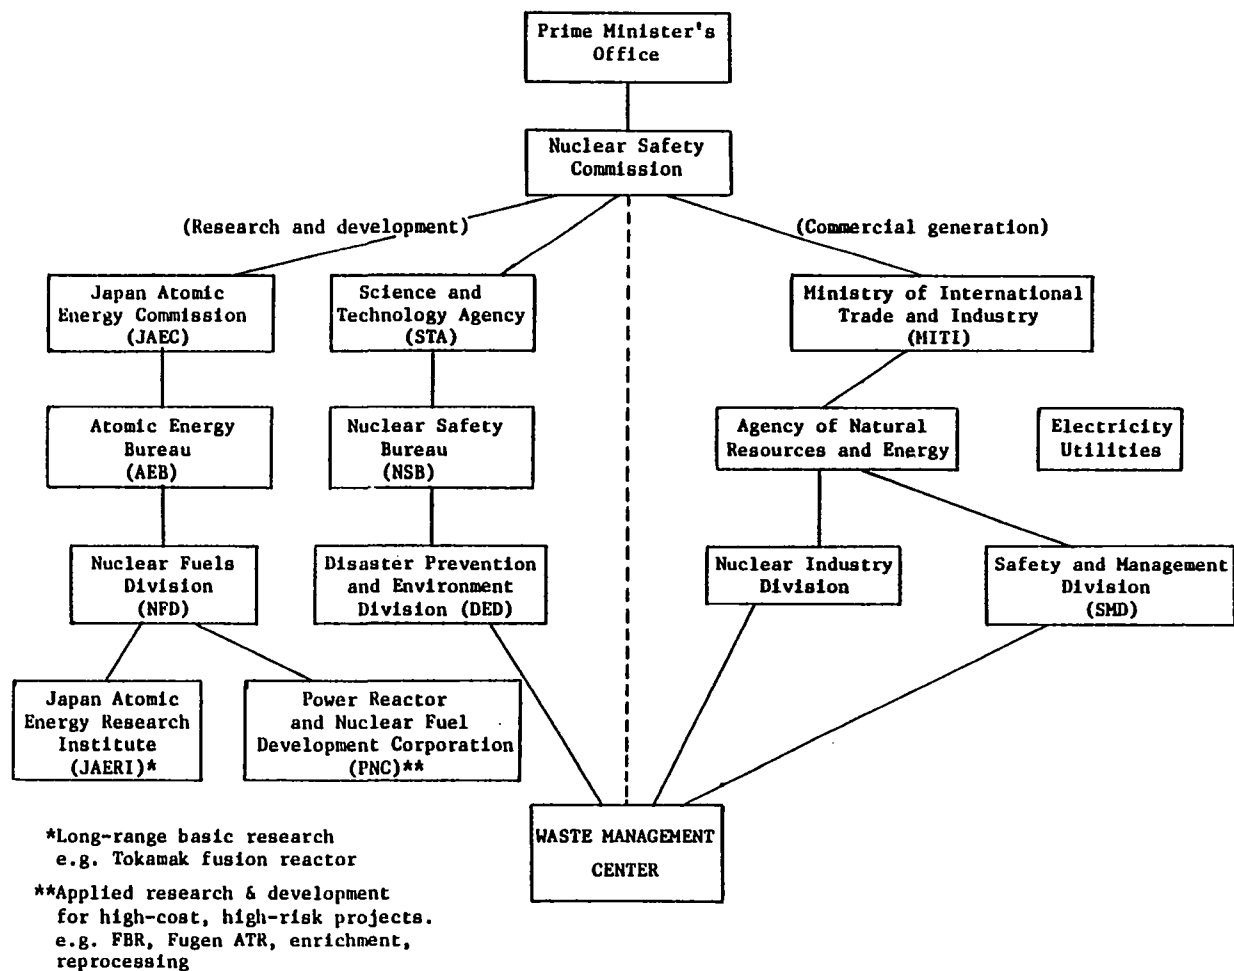 Prime Minister's
Office
Nuclear Safety
Commission
(Research and development)
(Commercial generation)
Japan Atomic
Energy Commission
(JAEC)
Science and
Technology Agency
(STA)
Ministry of International
Trade and Industry
(MITI)
Atomic Energy
Bureau
(AEB)
Nuclear Safety
Bureau
(NSB)
Agency of Natural
Resources and Energy
Electricity
Utilities
Nuclear Fuels
Division
(NFD)
Disaster Prevention
and Environment
Division (DED)
Nuclear Industry
Division
Safety and Management
Division
(SMD)
Japan Atomic
Energy Research
Institute
(JAERI)*
Power Reactor
and Nuclear Fuel
Development Corporation
(PNC)**
WASTE MANAGEMENT
CENTER
*Long-range basic research
e.g. Tokamak fusion reactor
**Applied research & development
for high-cost, high-risk projects.
e.g. FBR, Fugen ATR, enrichment,
reprocessing